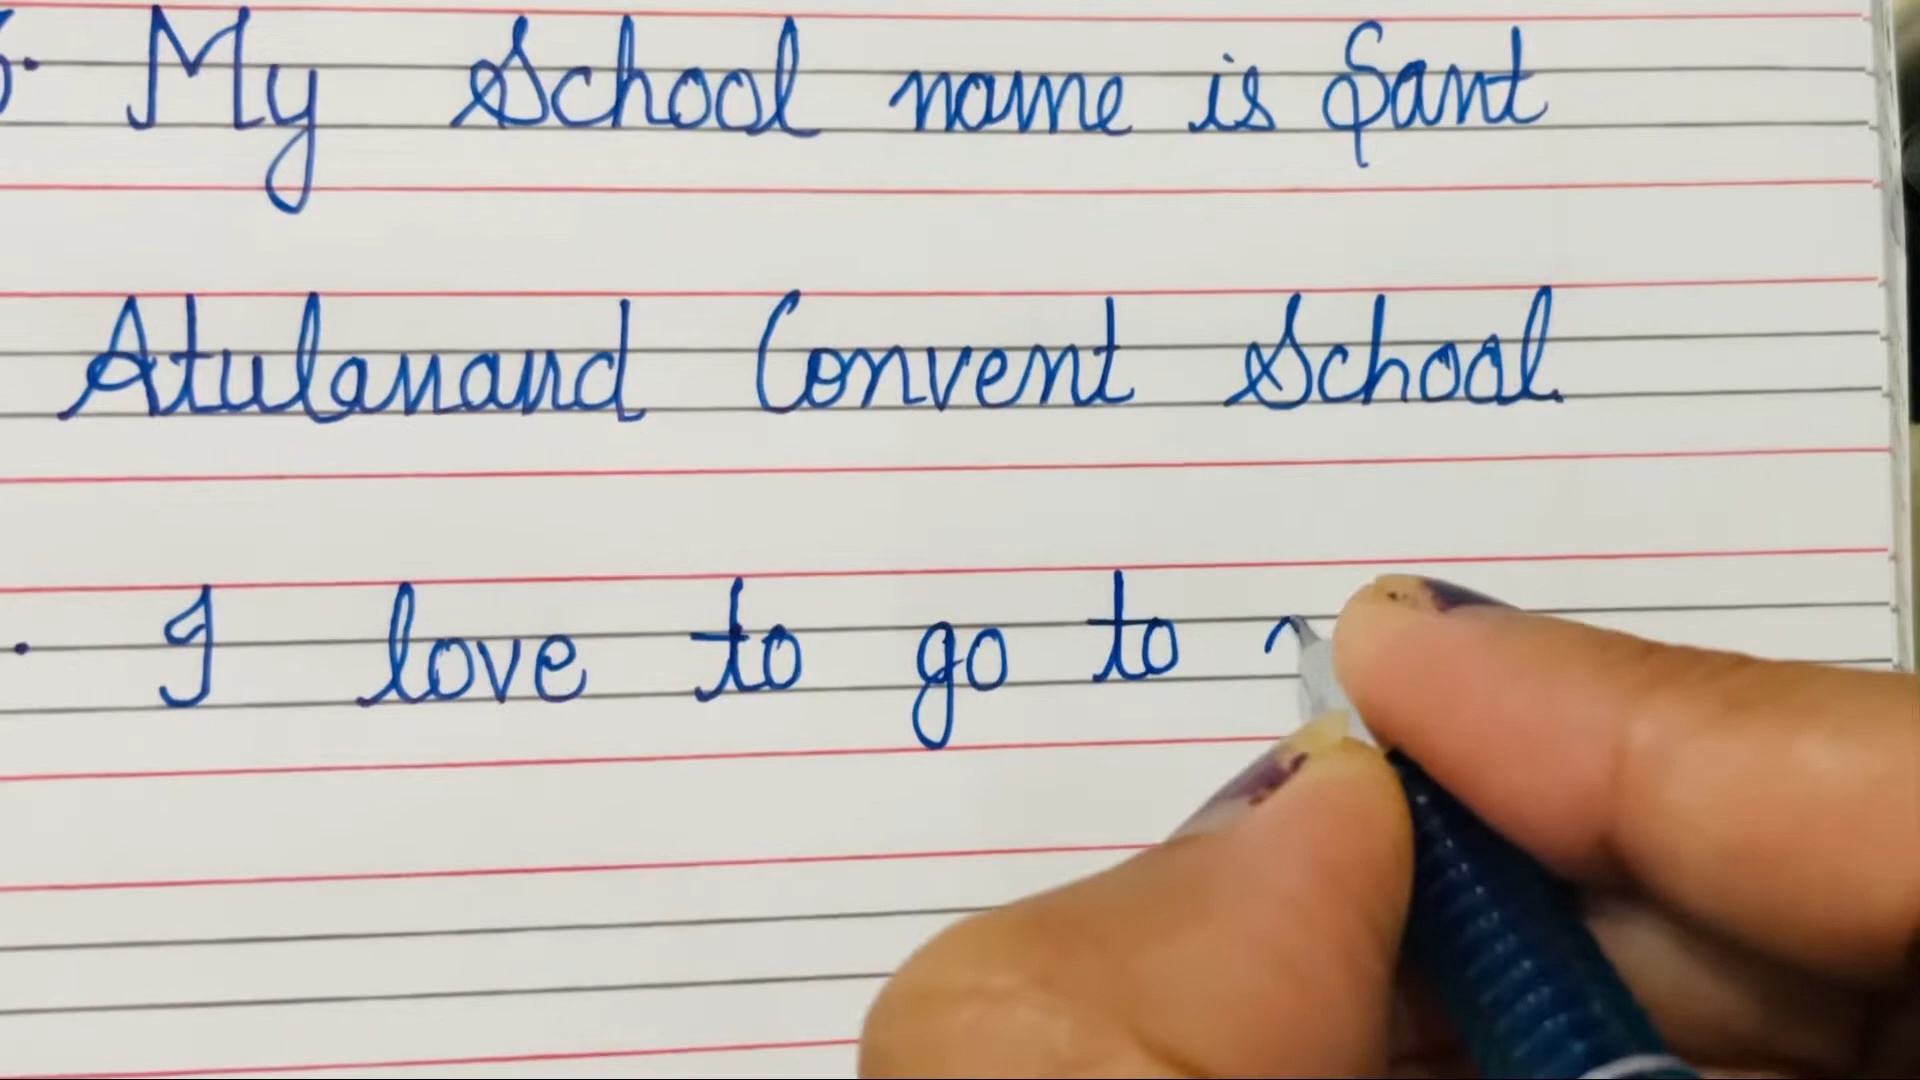 . My School name is Sant
Atulanand Convent School.
. I love to go to